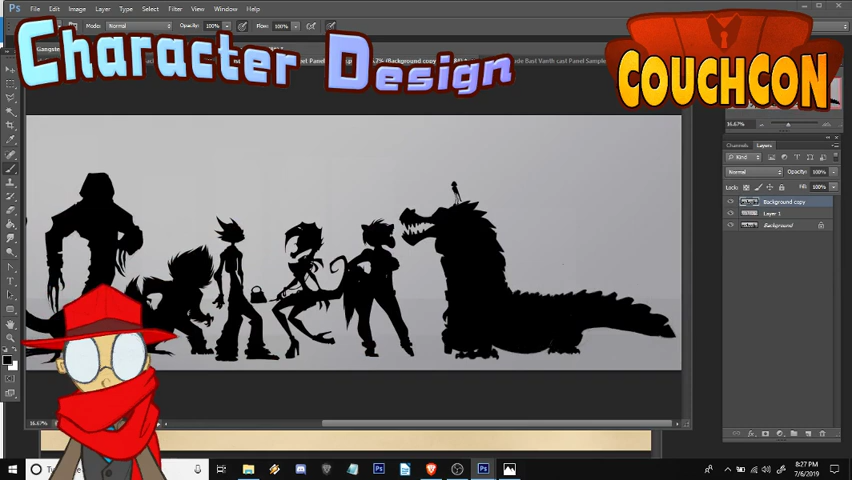 File Edit Image Layer Type Select Filter View Window Help
Mode: Normal Opacity: 100% Flow: 100%
Character Design
COUCHCON
16.67%
Channels Layers
Kind
Normal Opacity: 100%
Lock: Fill: 100%
Background copy
Layer 1
Background
16.67%
8:27 PM
7/6/2019